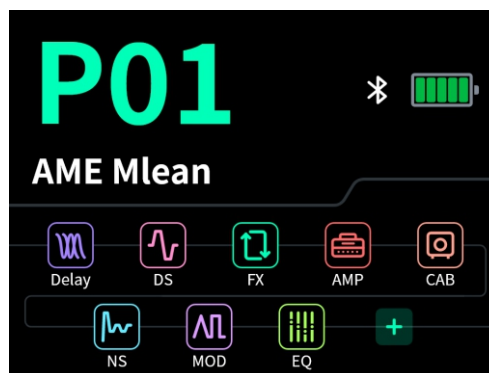 P01
AME Mlean
Delay DS FX AMP CAB
NS MOD EQ +